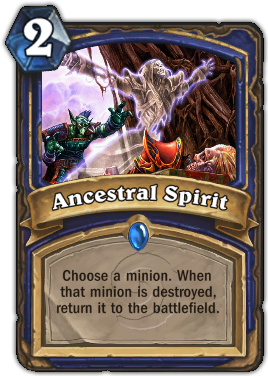 2
Ancestral Spirit
Choose a minion. When
that minion is destroyed,
return it to the battlefield.